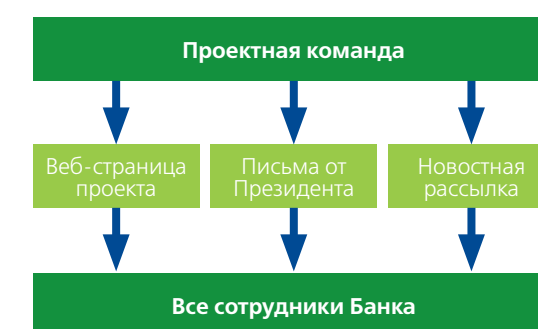 Проектная команда
Веб-страница
проекта
Письма от
Президента
Новостная
рассылка
Все сотрудники Банка